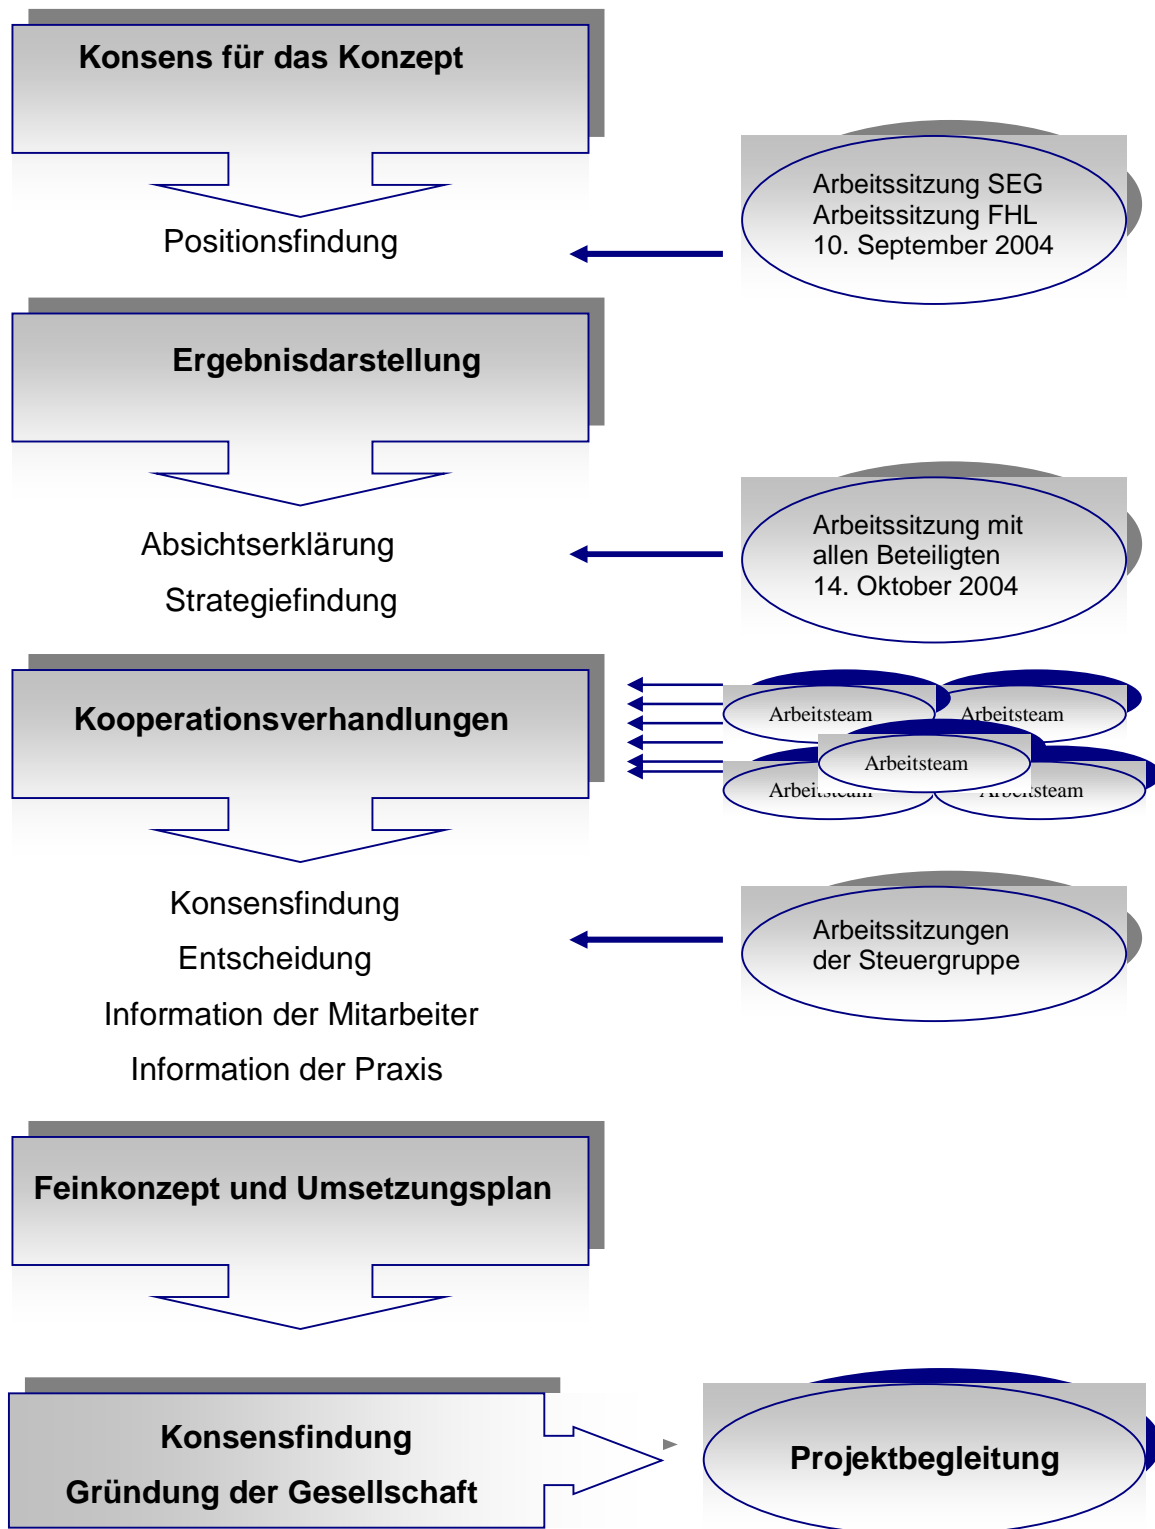 Konsens für das Konzept
Arbeitssitzung SEG
Arbeitssitzung FHL
10. September 2004
Positionsfindung
Ergebnisdarstellung
Arbeitssitzung mit
allen Beteiligten
14. Oktober 2004
Absichtserklärung
Strategiefindung
Kooperationsverhandlungen
Arbeitsteam
Arbeitsteam
Arbeitsteam
Arbeitsteam
Arbeitsteam
Konsensfindung
Entscheidung
Information der Mitarbeiter
Information der Praxis
Arbeitssitzungen
der Steuergruppe
Feinkonzept und Umsetzungsplan
Konsensfindung
Gründung der Gesellschaft
Projektbegleitung